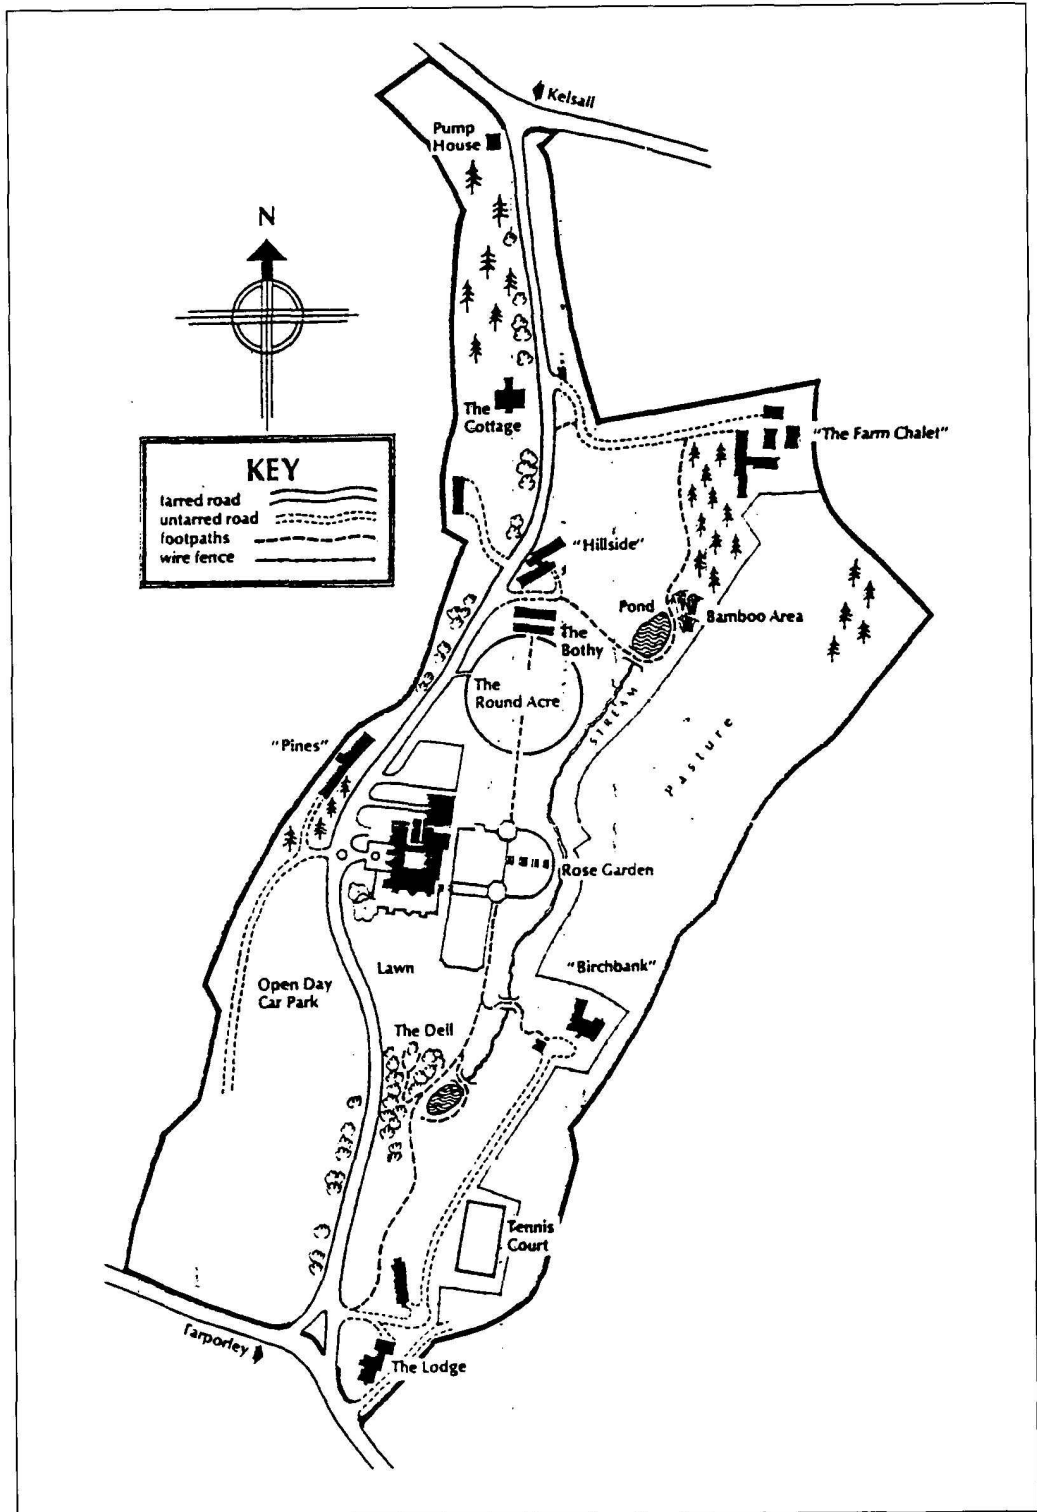 Kelsall
Pump
House
N
The
Cottage
"The Farm Chalet"
KEY
tarred road
untarred road
footpaths
wire fence
"Hillside"
Pond
Bamboo Area
The
Bothy
The
Round Acre
STREAM
Pasture
"Pines"
Rose Garden
"Birchbank"
Lawn
Open Day
Car Park
The Dell
Tennis
Court
Tarporley
The Lodge